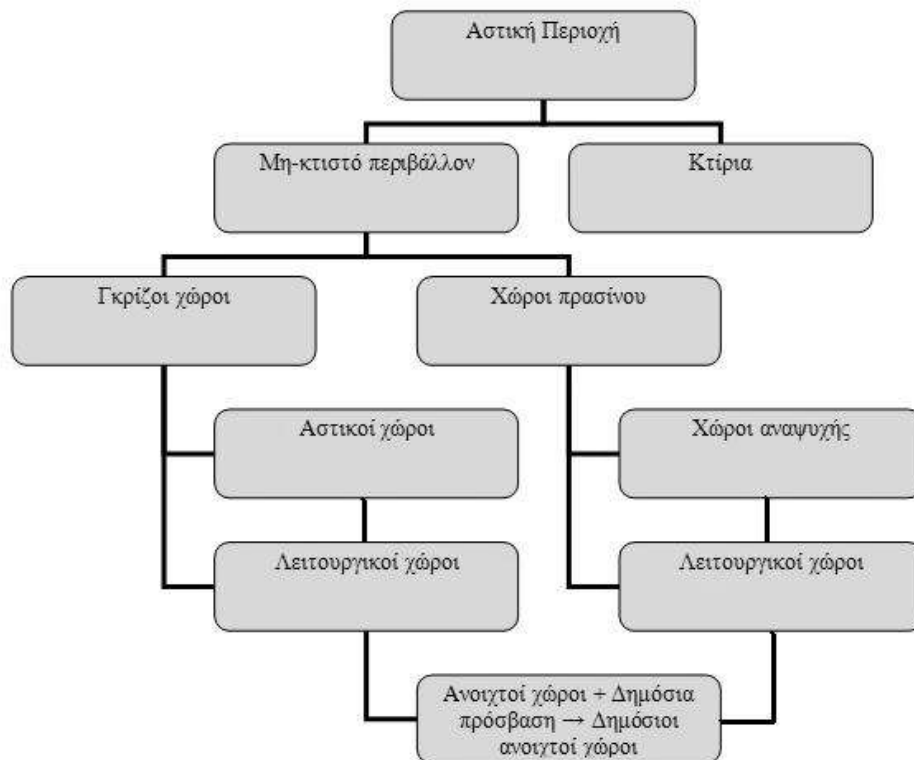 Αστική Περιοχή
Μη-κτιστό περιβάλλον
Κτίρια
Γκρίζοι χώροι
Χώροι πρασίνου
Αστικοί χώροι
Χώροι αναψυχής
Λειτουργικοί χώροι
Λειτουργικοί χώροι
Ανοιχτοί χώροι + Δημόσια
πρόσβαση → Δημόσιοι
ανοιχτοί χώροι